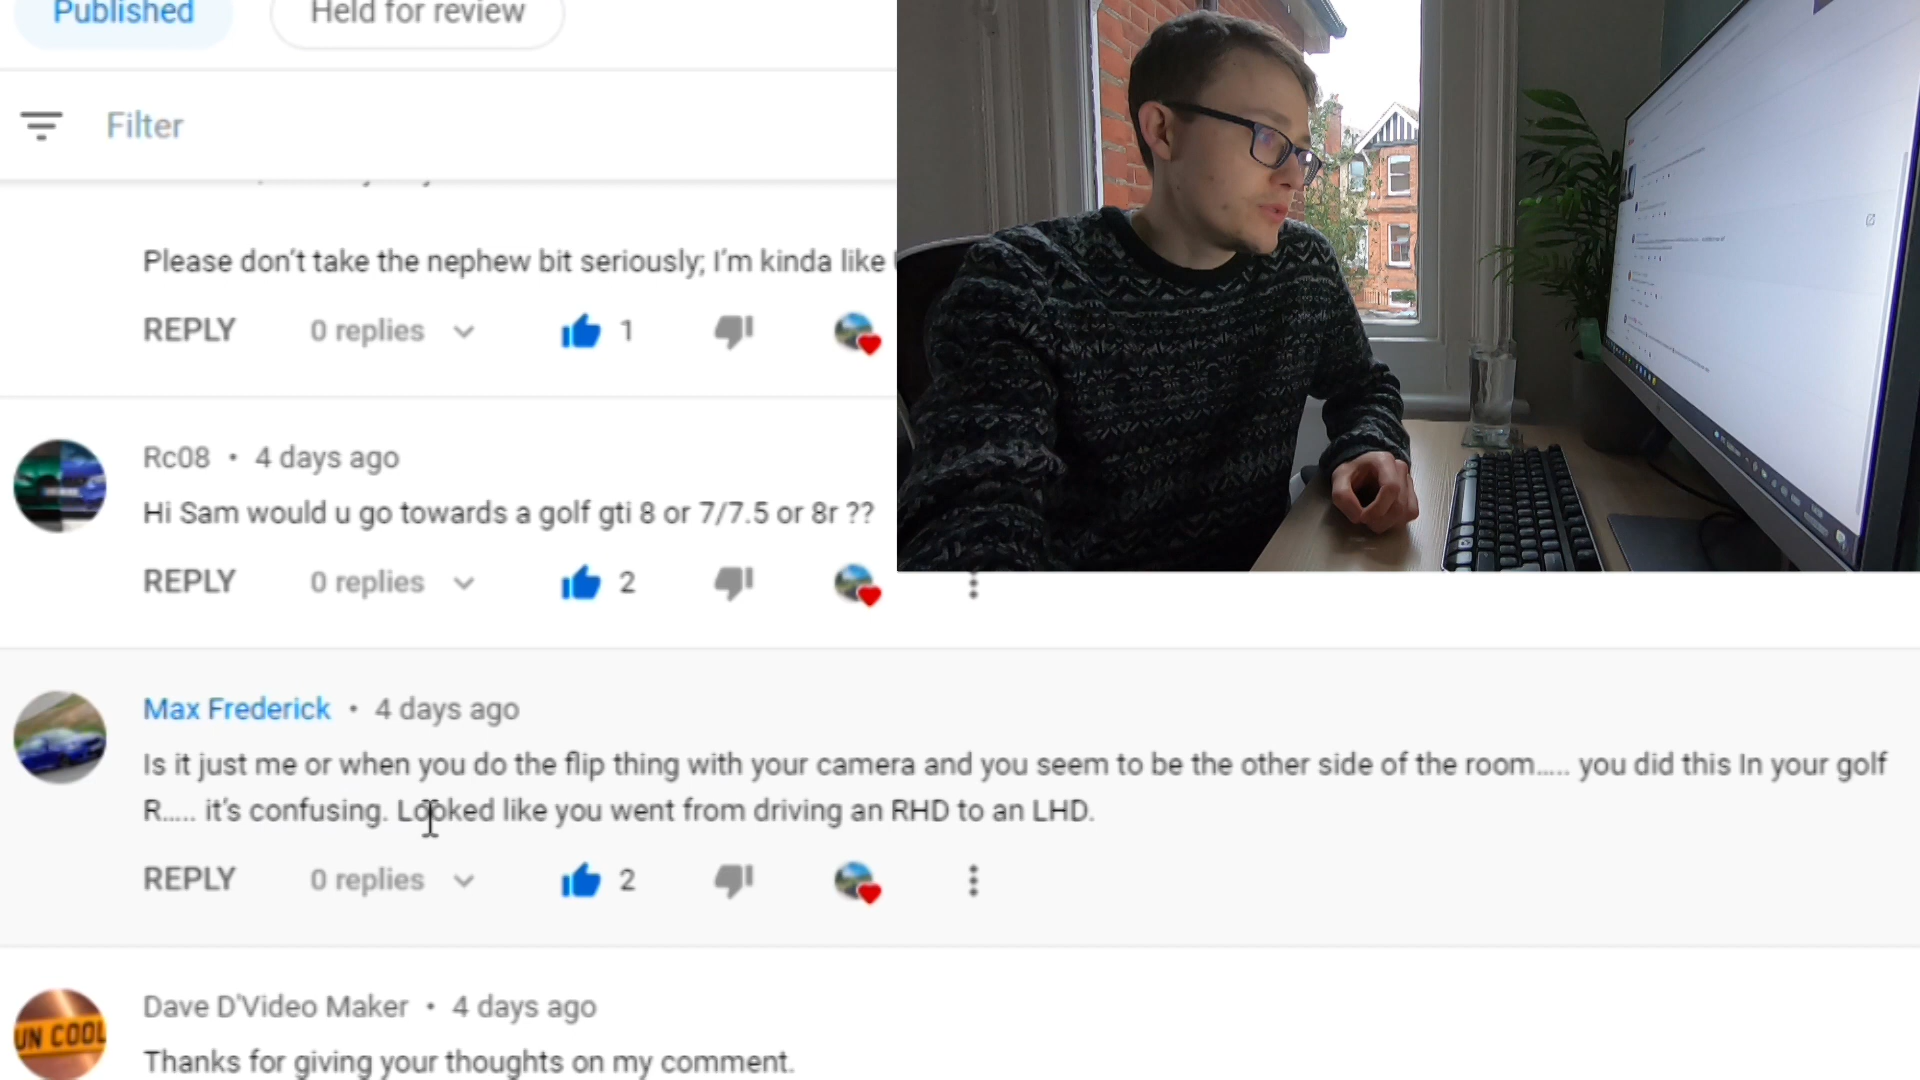 Published
Held for review
Filter
Please don't take the nephew bit seriously; I'm kinda like
REPLY 0 replies 1
Rc08 • 4 days ago
Hi Sam would u go towards a golf gti 8 or 7/7.5 or 8r ??
REPLY 0 replies 2
Max Frederick • 4 days ago
Is it just me or when you do the flip thing with your camera and you seem to be the other side of the room..... you did this In your golf
R..... it's confusing. Looked like you went from driving an RHD to an LHD.
REPLY 0 replies 2
Dave D'Video Maker • 4 days ago
UN COOL
Thanks for giving your thoughts on my comment.